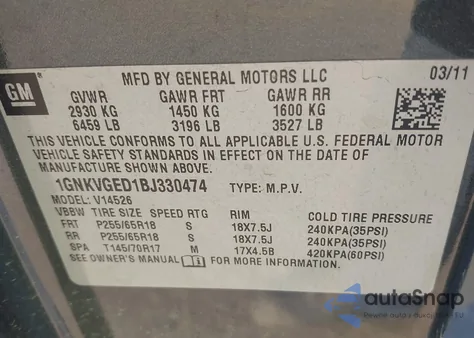 GM
MFD BY GENERAL MOTORS LLC 03/11
GVWR GAWR FRT GAWR RR
2930 KG 1450 KG 1600 KG
6459 LB 3196 LB 3527 LB
THIS VEHICLE CONFORMS TO ALL APPLICABLE U.S. FEDERAL MOTOR
VEHICLE SAFETY STANDARDS IN EFFECT ON THE DATE OF
MANUFACTURE SHOWN ABOVE.
1GNKVGED1BJ330474 TYPE: M.P.V.
MODEL: V14526
VBBW TIRE SIZE SPEED RTG RIM COLD TIRE PRESSURE
FRT P255/65R18 S 18X7.5J 240KPA(35PSI)
RR P255/65R18 S 18X7.5J 240KPA(35PSI)
SPA T145/70R17 M 17X4.5B 420KPA(60PSI)
SEE OWNER'S MANUAL FOR MORE INFORMATION.
autoSnap